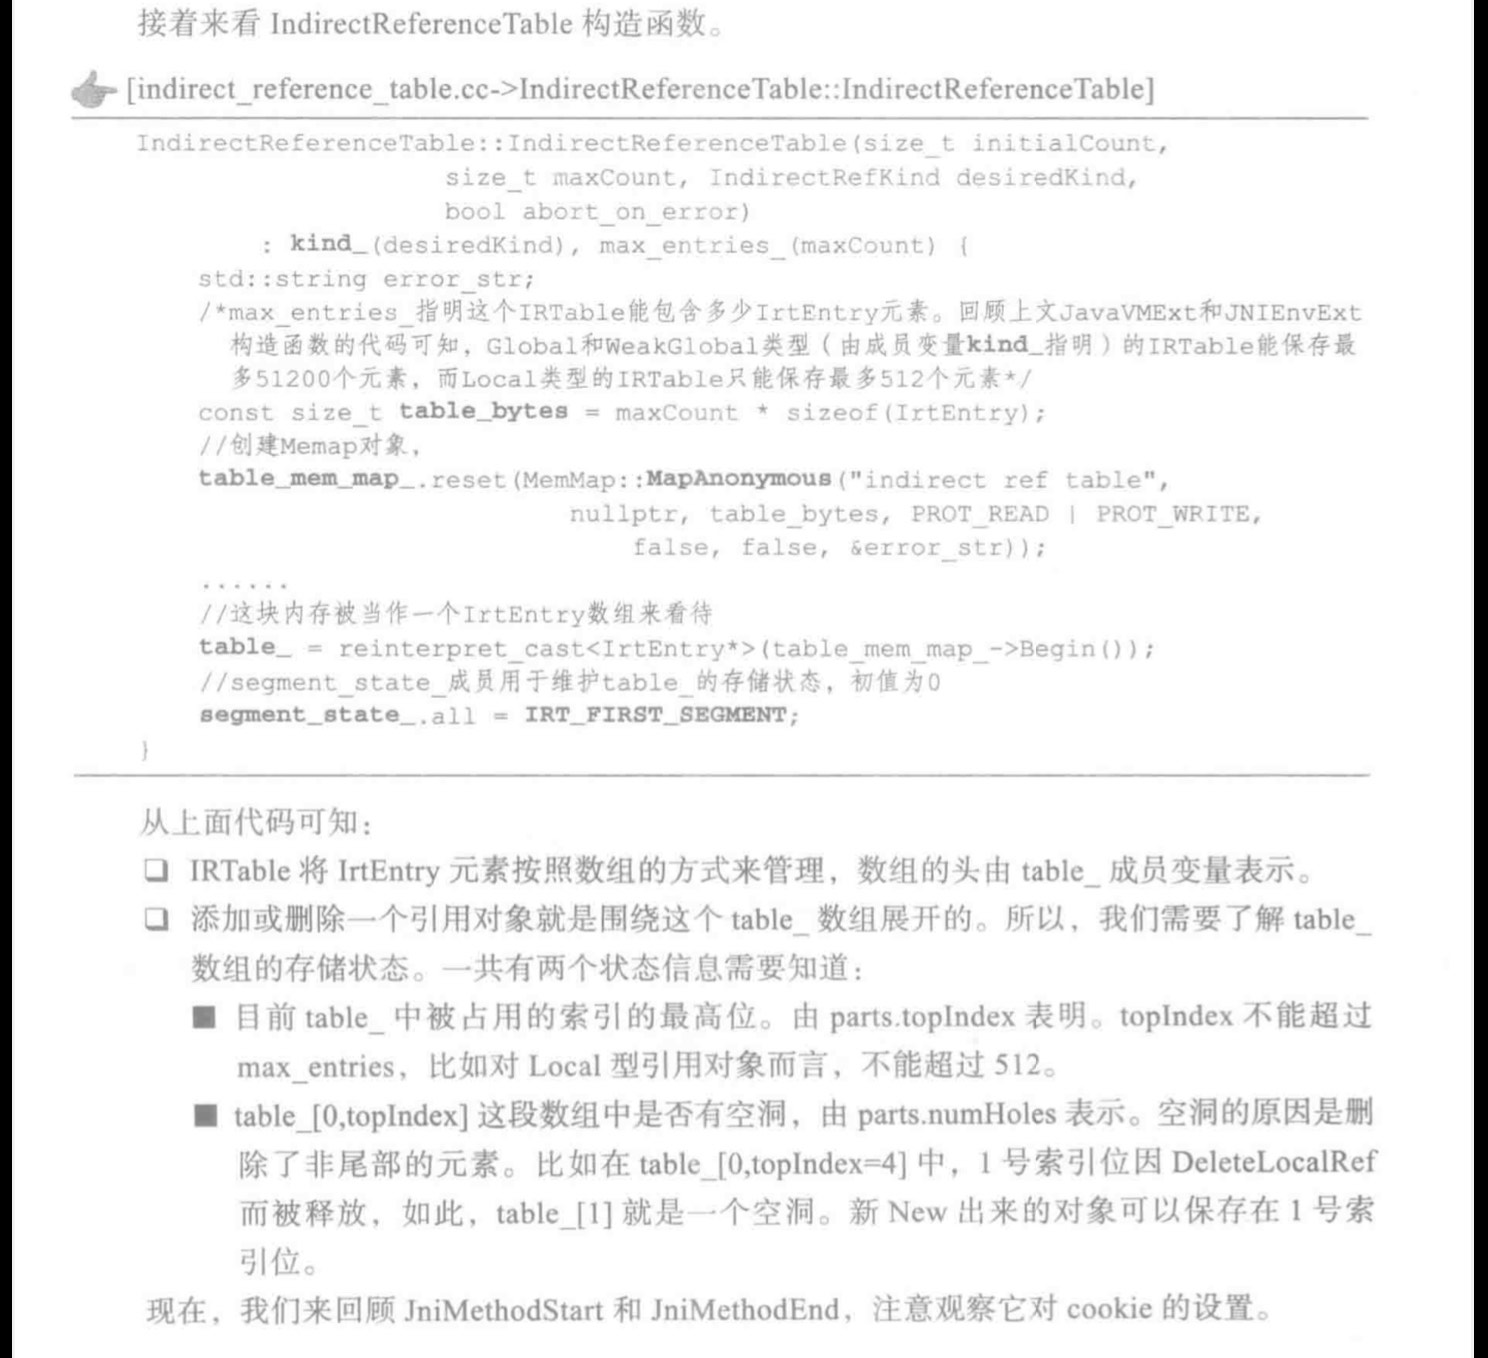 接着来看 IndirectReferenceTable 构造函数。
[indirect_reference_table.cc->IndirectReferenceTable::IndirectReferenceTable]
IndirectReferenceTable::IndirectReferenceTable(size_t initialCount,
size_t maxCount, IndirectRefKind desiredKind,
bool abort_on_error)
: kind_(desiredKind), max_entries_(maxCount) {
std::string error_str;
/*max_entries_指明这个IRTable能包含多少IrtEntry元素。回顾上文JavaVMExt和JNIEnvExt
构造函数的代码可知，Global和WeakGlobal类型（由成员变量kind_指明）的IRTable能保存最
多51200个元素，而Local类型的IRTable只能保存最多512个元素*/
const size_t table_bytes = maxCount * sizeof(IrtEntry);
//创建Memap对象，
table_mem_map_.reset(MemMap::MapAnonymous("indirect ref table",
nullptr, table_bytes, PROT_READ | PROT_WRITE,
false, false, &error_str));
......
//这块内存被当作一个IrtEntry数组来看待
table_ = reinterpret_cast<IrtEntry*>(table_mem_map_->Begin());
//segment_state_成员用于维护table_的存储状态，初值为0
segment_state_.all = IRT_FIRST_SEGMENT;
}
从上面代码可知：
❑ IRTable 将 IrtEntry 元素按照数组的方式来管理，数组的头由 table_ 成员变量表示。
❑ 添加或删除一个引用对象就是围绕这个 table_ 数组展开的。所以，我们需要了解 table_
数组的存储状态。一共有两个状态信息需要知道：
■ 目前 table_ 中被占用的索引的最高位。由 parts.topIndex 表明。topIndex 不能超过
max_entries，比如对 Local 型引用对象而言，不能超过 512。
■ table_[0,topIndex] 这段数组中是否有空洞，由 parts.numHoles 表示。空洞的原因是删
除了非尾部的元素。比如在 table_[0,topIndex=4] 中，1 号索引位因 DeleteLocalRef
而被释放，如此，table_[1] 就是一个空洞。新 New 出来的对象可以保存在 1 号索
引位。
现在，我们来回顾 JniMethodStart 和 JniMethodEnd，注意观察它对 cookie 的设置。